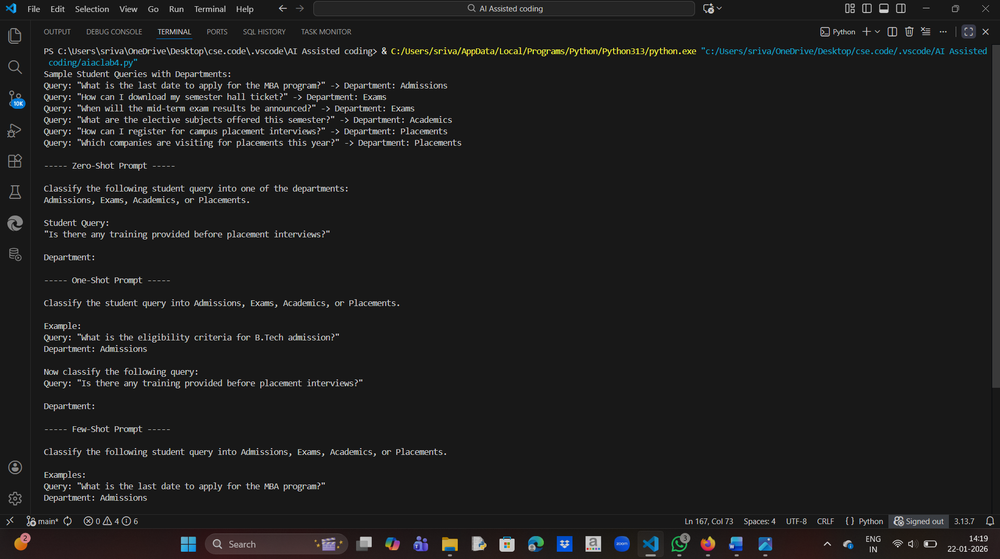 File Edit Selection View Go Run Terminal Help
AI Assisted coding
OUTPUT DEBUG CONSOLE TERMINAL PORTS SQL HISTORY TASK MONITOR
Python
PS C:\Users\sriva\OneDrive\Desktop\cse.code\.vscode\AI Assisted coding> & C:/Users/sriva/AppData/Local/Programs/Python/Python313/python.exe "c:/Users/sriva/OneDrive/Desktop/cse.code/.vscode/AI Assisted
coding/aiaclab4.py"
Sample Student Queries with Departments:
Query: "What is the last date to apply for the MBA program?" -> Department: Admissions
Query: "How can I download my semester hall ticket?" -> Department: Exams
Query: "When will the mid-term exam results be announced?" -> Department: Exams
Query: "What are the elective subjects offered this semester?" -> Department: Academics
Query: "How can I register for campus placement interviews?" -> Department: Placements
Query: "Which companies are visiting for placements this year?" -> Department: Placements
----- Zero-Shot Prompt -----
Classify the following student query into one of the departments:
Admissions, Exams, Academics, or Placements.
Student Query:
"Is there any training provided before placement interviews?"
Department:
----- One-Shot Prompt -----
Classify the student query into Admissions, Exams, Academics, or Placements.
Example:
Query: "What is the eligibility criteria for B.Tech admission?"
Department: Admissions
Now classify the following query:
Query: "Is there any training provided before placement interviews?"
Department:
----- Few-Shot Prompt -----
Classify the following student query into Admissions, Exams, Academics, or Placements.
Examples:
Query: "What is the last date to apply for the MBA program?"
Department: Admissions
10K
main* 0 4 6
Ln 167, Col 73 Spaces: 4 UTF-8 CRLF {} Python Signed out 3.13.7
2
Search
a
zoom
3
W
ENG
IN
14:19
22-01-2026